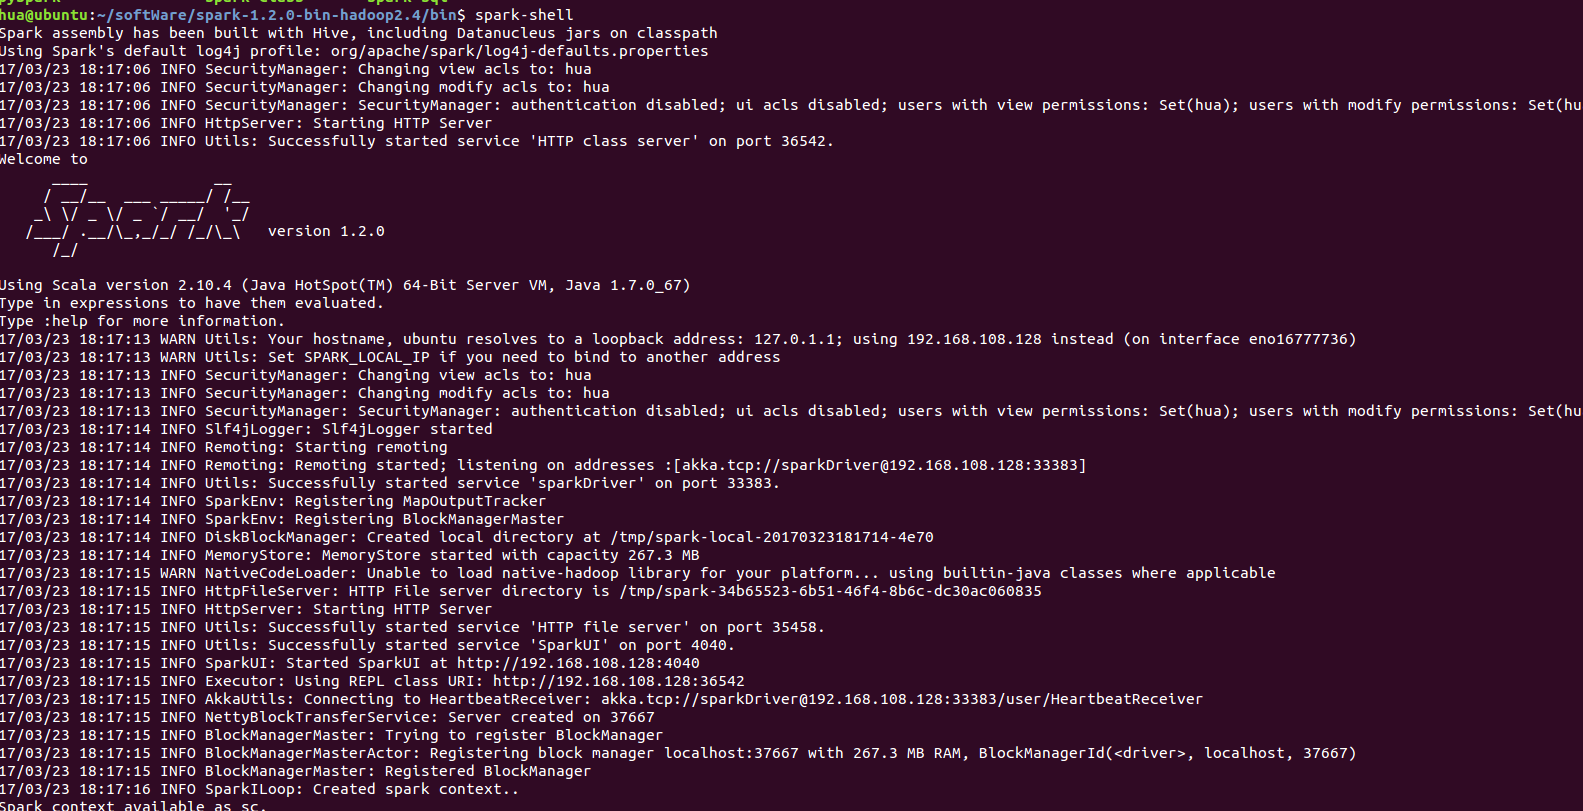 pyspark spark-class spark-sql
hua@ubuntu:~/softWare/spark-1.2.0-bin-hadoop2.4/bin$ spark-shell
Spark assembly has been built with Hive, including Datanucleus jars on classpath
Using Spark's default log4j profile: org/apache/spark/log4j-defaults.properties
17/03/23 18:17:06 INFO SecurityManager: Changing view acls to: hua
17/03/23 18:17:06 INFO SecurityManager: Changing modify acls to: hua
17/03/23 18:17:06 INFO SecurityManager: SecurityManager: authentication disabled; ui acls disabled; users with view permissions: Set(hua); users with modify permissions: Set(hu
17/03/23 18:17:06 INFO HttpServer: Starting HTTP Server
17/03/23 18:17:06 INFO Utils: Successfully started service 'HTTP class server' on port 36542.
Welcome to
      ____              __
     / __/__  ___ _____/ /__
    _\ \/ _ \/ _ `/ __/  '_/
   /___/ .__/\_,_/_/ /_/\_\   version 1.2.0
      /_/
Using Scala version 2.10.4 (Java HotSpot(TM) 64-Bit Server VM, Java 1.7.0_67)
Type in expressions to have them evaluated.
Type :help for more information.
17/03/23 18:17:13 WARN Utils: Your hostname, ubuntu resolves to a loopback address: 127.0.1.1; using 192.168.108.128 instead (on interface eno16777736)
17/03/23 18:17:13 WARN Utils: Set SPARK_LOCAL_IP if you need to bind to another address
17/03/23 18:17:13 INFO SecurityManager: Changing view acls to: hua
17/03/23 18:17:13 INFO SecurityManager: Changing modify acls to: hua
17/03/23 18:17:13 INFO SecurityManager: SecurityManager: authentication disabled; ui acls disabled; users with view permissions: Set(hua); users with modify permissions: Set(hu
17/03/23 18:17:14 INFO Slf4jLogger: Slf4jLogger started
17/03/23 18:17:14 INFO Remoting: Starting remoting
17/03/23 18:17:14 INFO Remoting: Remoting started; listening on addresses :[akka.tcp://sparkDriver@192.168.108.128:33383]
17/03/23 18:17:14 INFO Utils: Successfully started service 'sparkDriver' on port 33383.
17/03/23 18:17:14 INFO SparkEnv: Registering MapOutputTracker
17/03/23 18:17:14 INFO SparkEnv: Registering BlockManagerMaster
17/03/23 18:17:14 INFO DiskBlockManager: Created local directory at /tmp/spark-local-20170323181714-4e70
17/03/23 18:17:14 INFO MemoryStore: MemoryStore started with capacity 267.3 MB
17/03/23 18:17:15 WARN NativeCodeLoader: Unable to load native-hadoop library for your platform... using builtin-java classes where applicable
17/03/23 18:17:15 INFO HttpFileServer: HTTP File server directory is /tmp/spark-34b65523-6b51-46f4-8b6c-dc30ac060835
17/03/23 18:17:15 INFO HttpServer: Starting HTTP Server
17/03/23 18:17:15 INFO Utils: Successfully started service 'HTTP file server' on port 35458.
17/03/23 18:17:15 INFO Utils: Successfully started service 'SparkUI' on port 4040.
17/03/23 18:17:15 INFO SparkUI: Started SparkUI at http://192.168.108.128:4040
17/03/23 18:17:15 INFO Executor: Using REPL class URI: http://192.168.108.128:36542
17/03/23 18:17:15 INFO AkkaUtils: Connecting to HeartbeatReceiver: akka.tcp://sparkDriver@192.168.108.128:33383/user/HeartbeatReceiver
17/03/23 18:17:15 INFO NettyBlockTransferService: Server created on 37667
17/03/23 18:17:15 INFO BlockManagerMaster: Trying to register BlockManager
17/03/23 18:17:15 INFO BlockManagerMasterActor: Registering block manager localhost:37667 with 267.3 MB RAM, BlockManagerId(<driver>, localhost, 37667)
17/03/23 18:17:15 INFO BlockManagerMaster: Registered BlockManager
17/03/23 18:17:16 INFO SparkILoop: Created spark context..
Spark context available as sc.